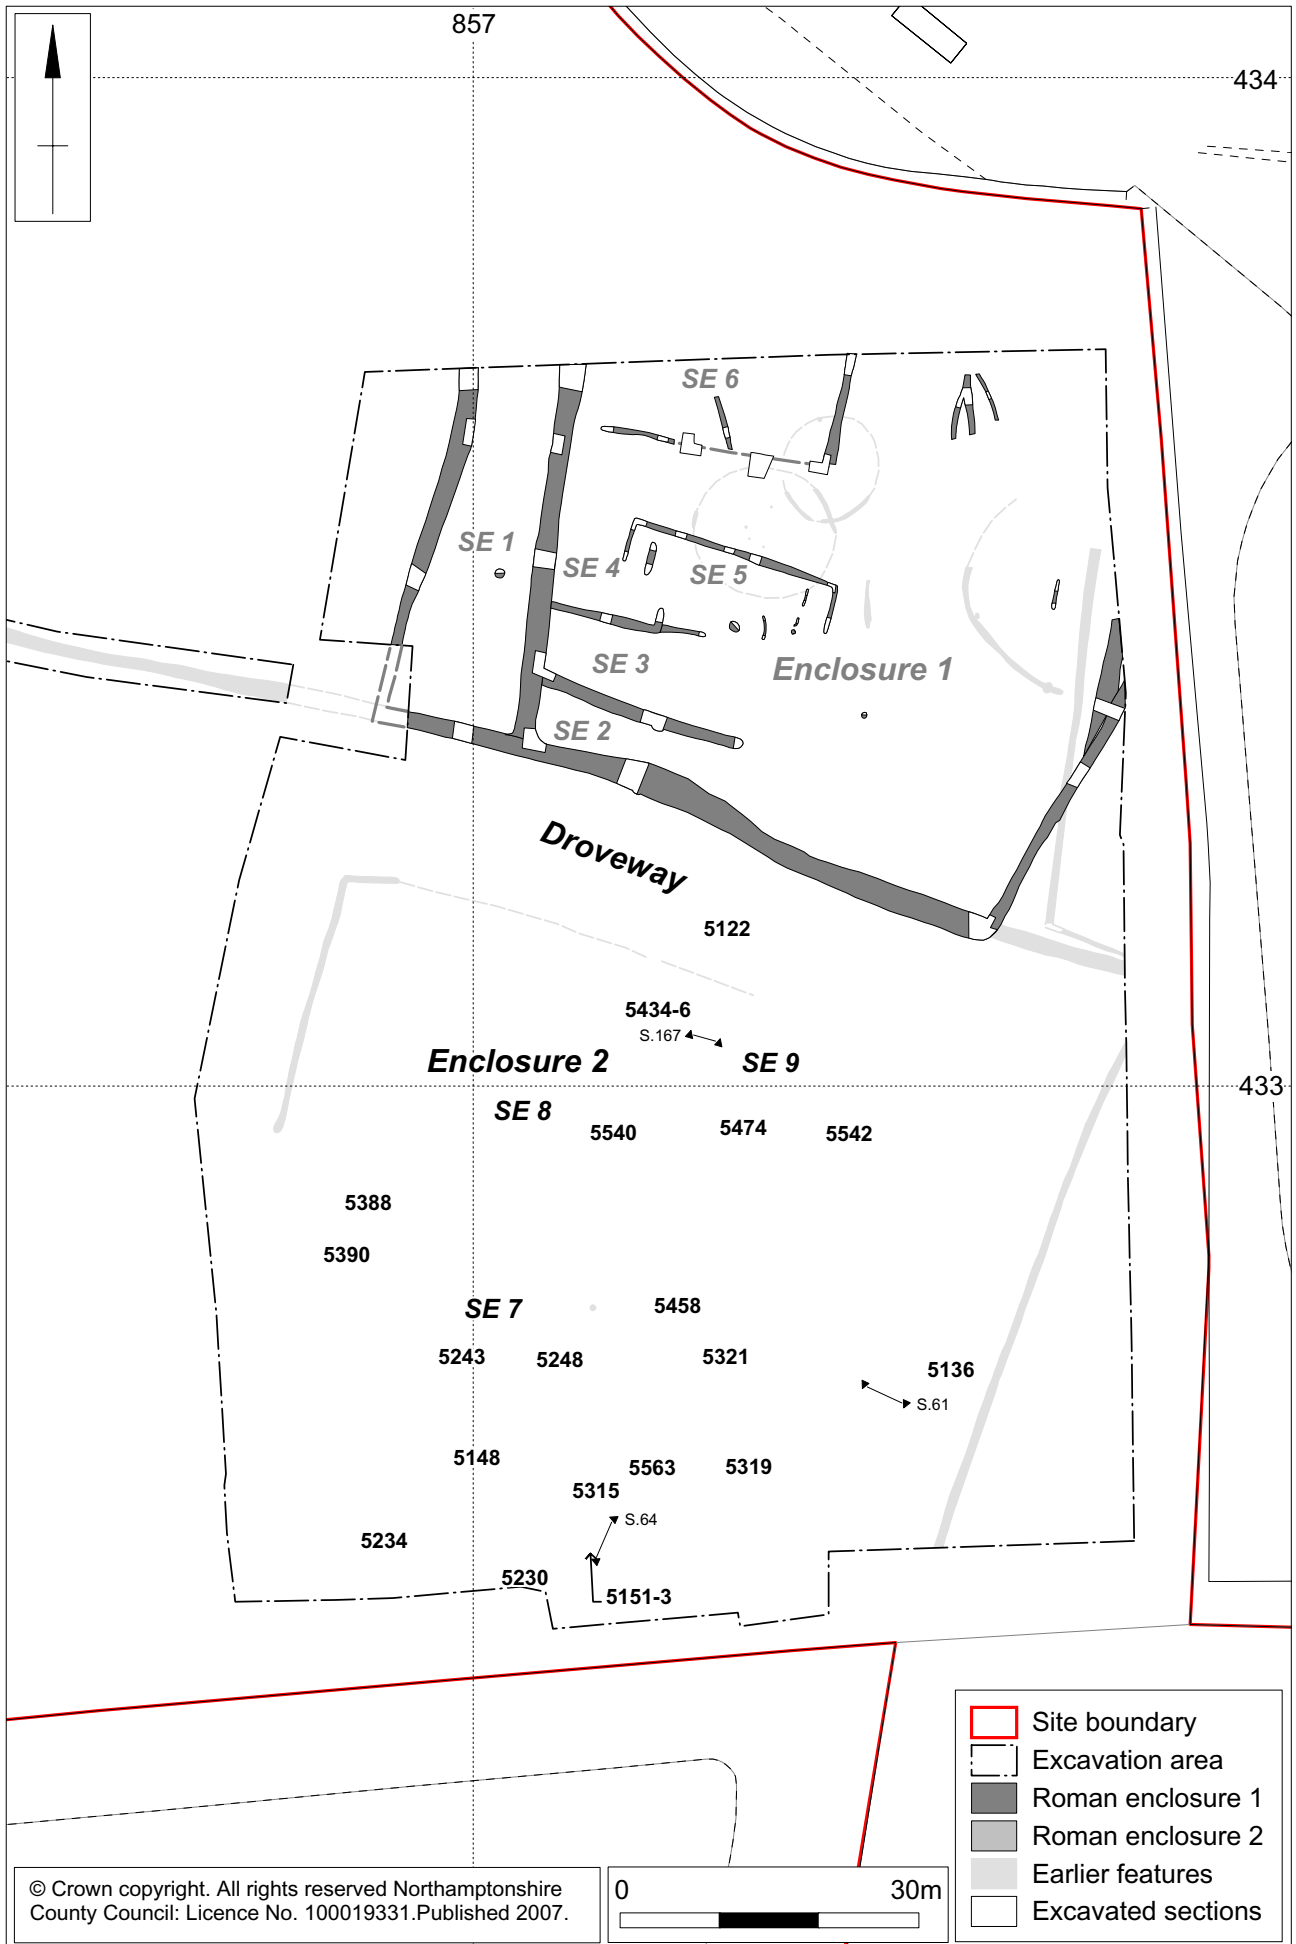 857
434
SE 6
SE 1
SE 4
SE 5
SE 3
Enclosure 1
SE 2
Droveway
5122
5434-6
S.167
Enclosure 2
SE 9
433
SE 8
5540
5474
5542
5388
5390
SE 7
5458
5243
5248
5321
5136
S.61
5148
5563
5319
5315
S.64
5234
5230
5151-3
Site boundary
Excavation area
Roman enclosure 1
Roman enclosure 2
Earlier features
Excavated sections
© Crown copyright. All rights reserved Northamptonshire
County Council: Licence No. 100019331.Published 2007.
0 30m